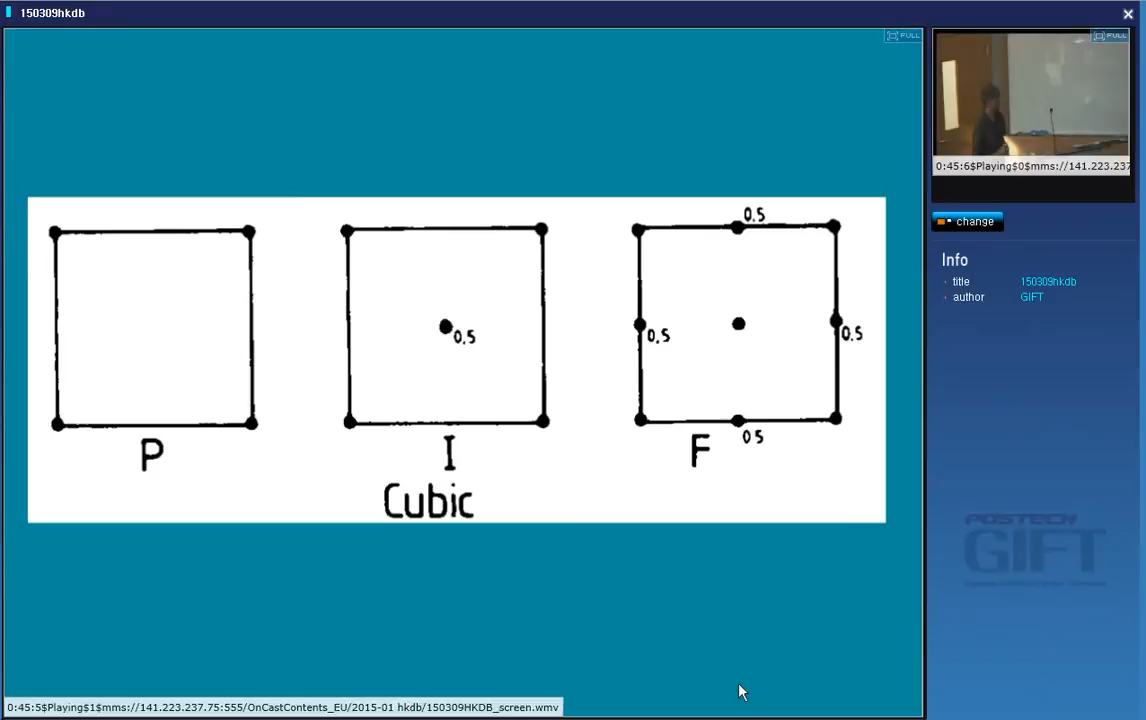 150309hkdb
FULL
FULL
0:45:6$Playing$0$mms://141.223.237
change
Info
title 150309hkdb
author GIFT
0.5
0.5
0.5
0.5
0.5
P
I
F
Cubic
POSTECH
GIFT
0:45:5$Playing$1$mms://141.223.237.75:555/OnCastContents_EU/2015-01 hkdb/150309HKDB_screen.wmv